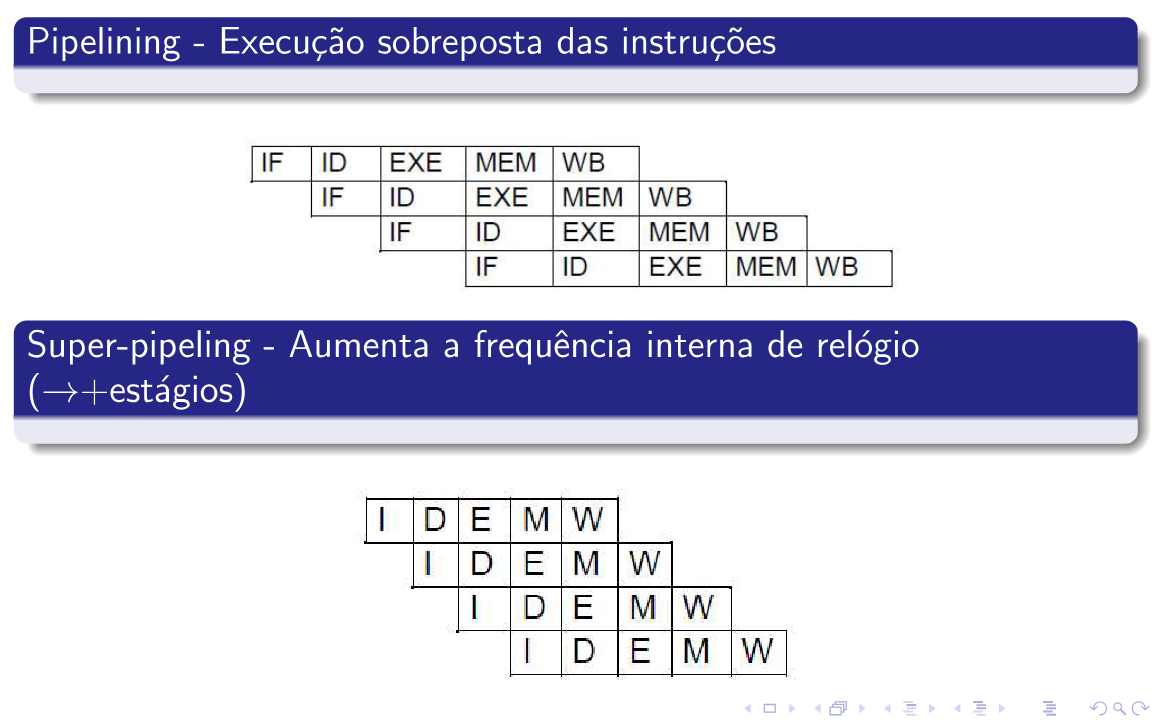 Pipelining - Execução sobreposta das instruções
IF ID EXE MEM WB
IF ID EXE MEM WB
IF ID EXE MEM WB
IF ID EXE MEM WB
Super-pipeling - Aumenta a frequência interna de relógio
(→+estágios)
I D E M W
I D E M W
I D E M W
I D E M W